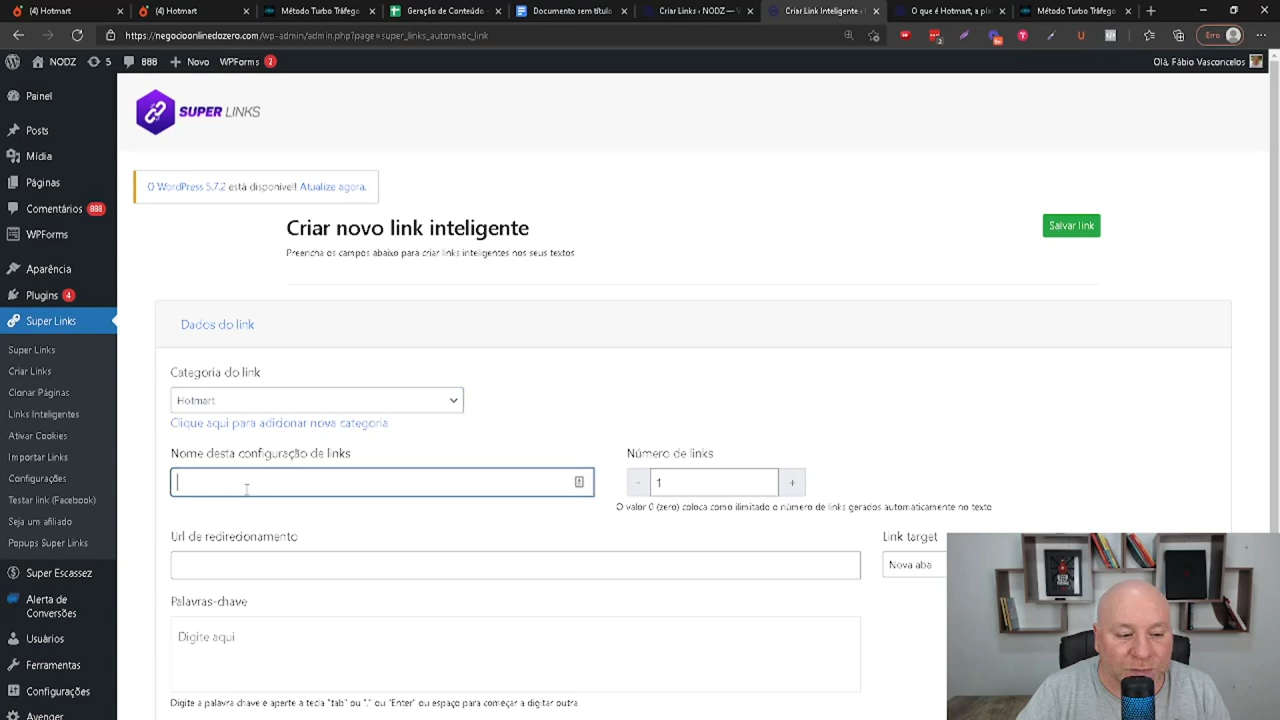 (4) Hotmart
(4) Hotmart
Método Turbo Tráfego
Geração de Conteúdo
Documento sem título
Criar Links ‹ NODZ — W
Criar Link Inteligente ‹
O que é Hotmart, a pla
Método Turbo Tráfego
https://negocioonlinedozero.com/wp-admin/admin.php?page=super_links_automatic_link
Erro
NODZ
5
888
Novo
WPForms 2
Olá, Fábio Vasconcelos
Painel
Posts
Mídia
Páginas
Comentários 888
WPForms
Aparência
Plugins 4
Super Links
Super Links
Criar Links
Clonar Páginas
Links Inteligentes
Ativar Cookies
Importar Links
Configurações
Testar link (Facebook)
Seja um afiliado
Popups Super Links
Super Escassez
Alerta de
Conversões
Usuários
Ferramentas
Configurações
Avenger
SUPER LINKS
O WordPress 5.7.2 está disponível! Atualize agora.
Criar novo link inteligente
Salvar link
Preencha os campos abaixo para criar links inteligentes nos seus textos
Dados do link
Categoria do link
Hotmart
Clique aqui para adicionar nova categoria
Nome desta configuração de links
Número de links
- 1 +
O valor 0 (zero) coloca como ilimitado o número de links gerados automaticamente no texto
Url de redirecionamento
Link target
Nova aba
Palavras-chave
Digite aqui
Digite a palavra chave e aperte a tecla "tab" ou "," ou "Enter" ou espaço para começar a digitar outra